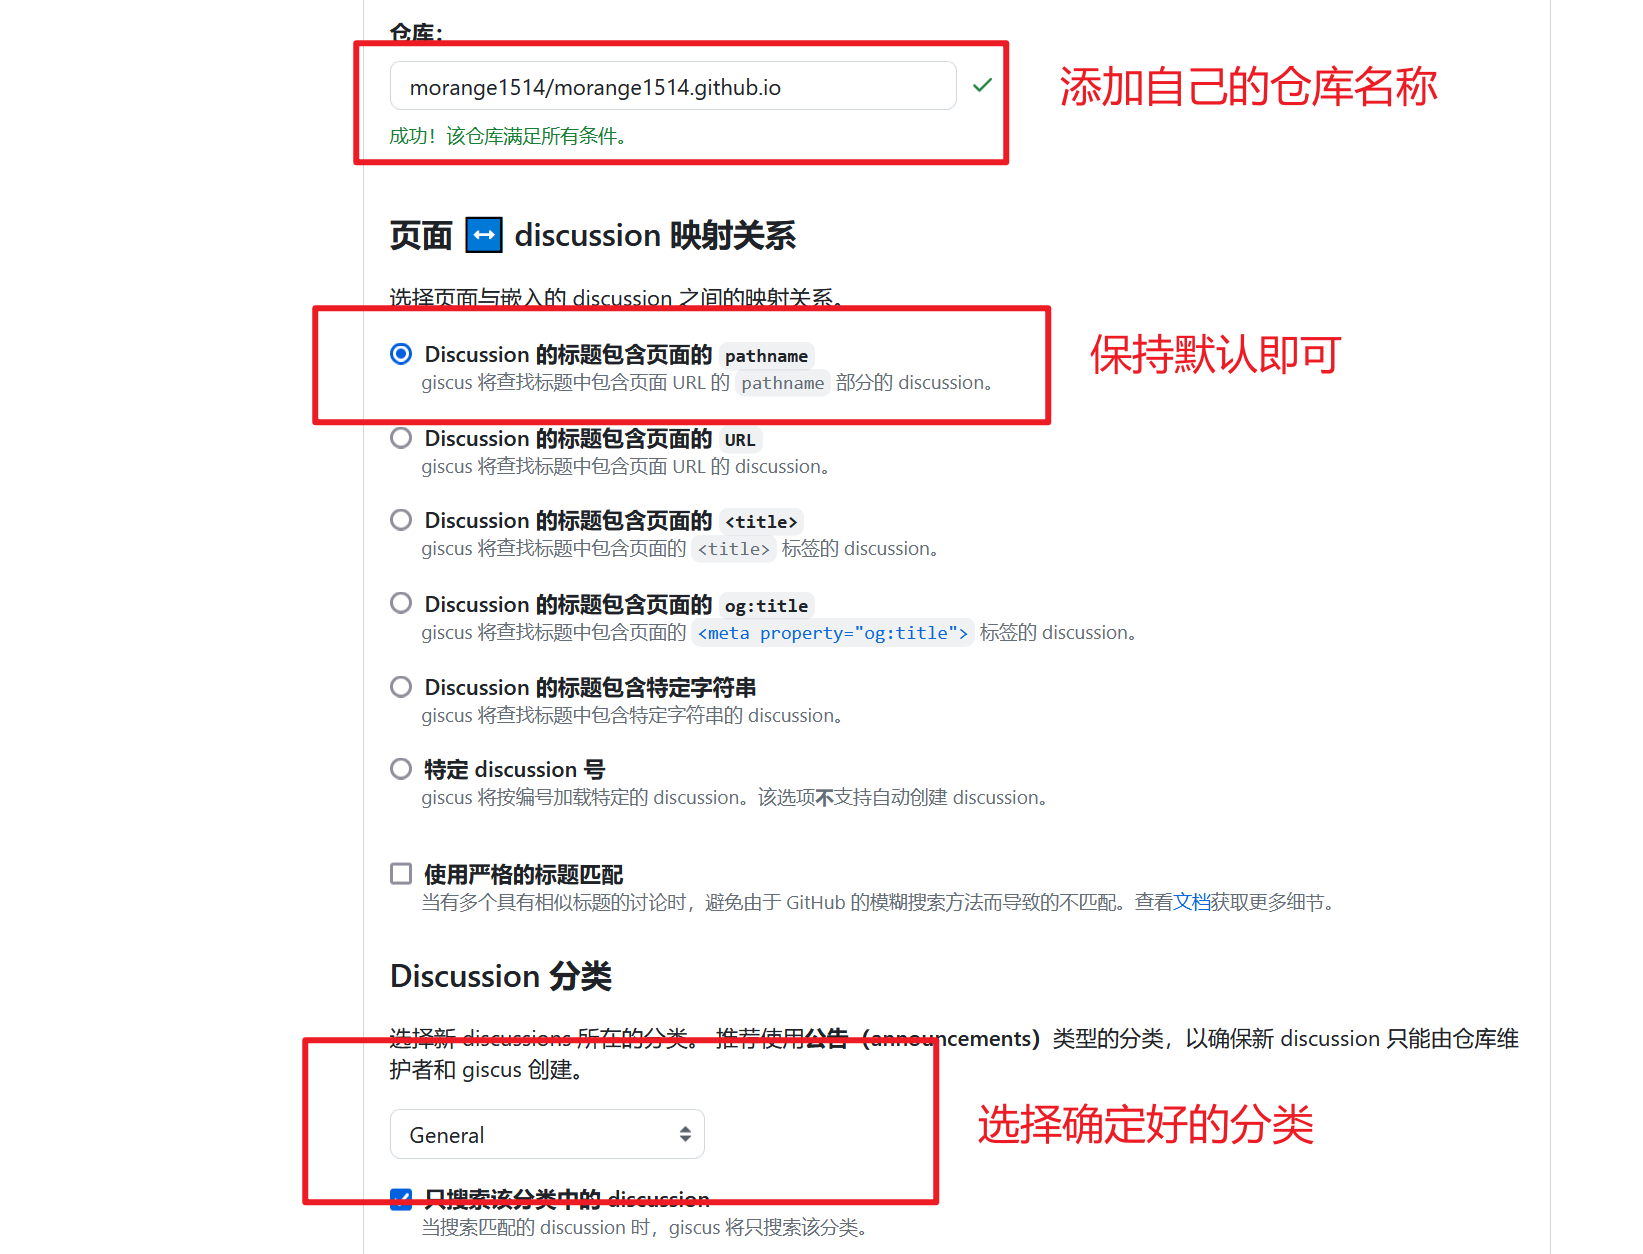 仓库：
morange1514/morange1514.github.io
添加自己的仓库名称
成功！该仓库满足所有条件。
页面 ↔ discussion 映射关系
选择页面与嵌入的 discussion 之间的映射关系。
Discussion 的标题包含页面的 pathname
giscus 将查找标题中包含页面 URL 的 pathname 部分的 discussion。
保持默认即可
Discussion 的标题包含页面的 URL
giscus 将查找标题中包含页面 URL 的 discussion。
Discussion 的标题包含页面的 <title>
giscus 将查找标题中包含页面的 <title> 标签的 discussion。
Discussion 的标题包含页面的 og:title
giscus 将查找标题中包含页面的 <meta property="og:title"> 标签的 discussion。
Discussion 的标题包含特定字符串
giscus 将查找标题中包含特定字符串的 discussion。
特定 discussion 号
giscus 将按编号加载特定的 discussion。该选项不支持自动创建 discussion。
使用严格的标题匹配
当有多个具有相似标题的讨论时，避免由于 GitHub 的模糊搜索方法而导致的不匹配。查看文档获取更多细节。
Discussion 分类
选择新 discussions 所在的分类。 推荐使用公告（announcements）类型的分类，以确保新 discussion 只能由仓库维
护者和 giscus 创建。
General
选择确定好的分类
只搜索该分类中的 discussion
当搜索匹配的 discussion 时，giscus 将只搜索该分类。